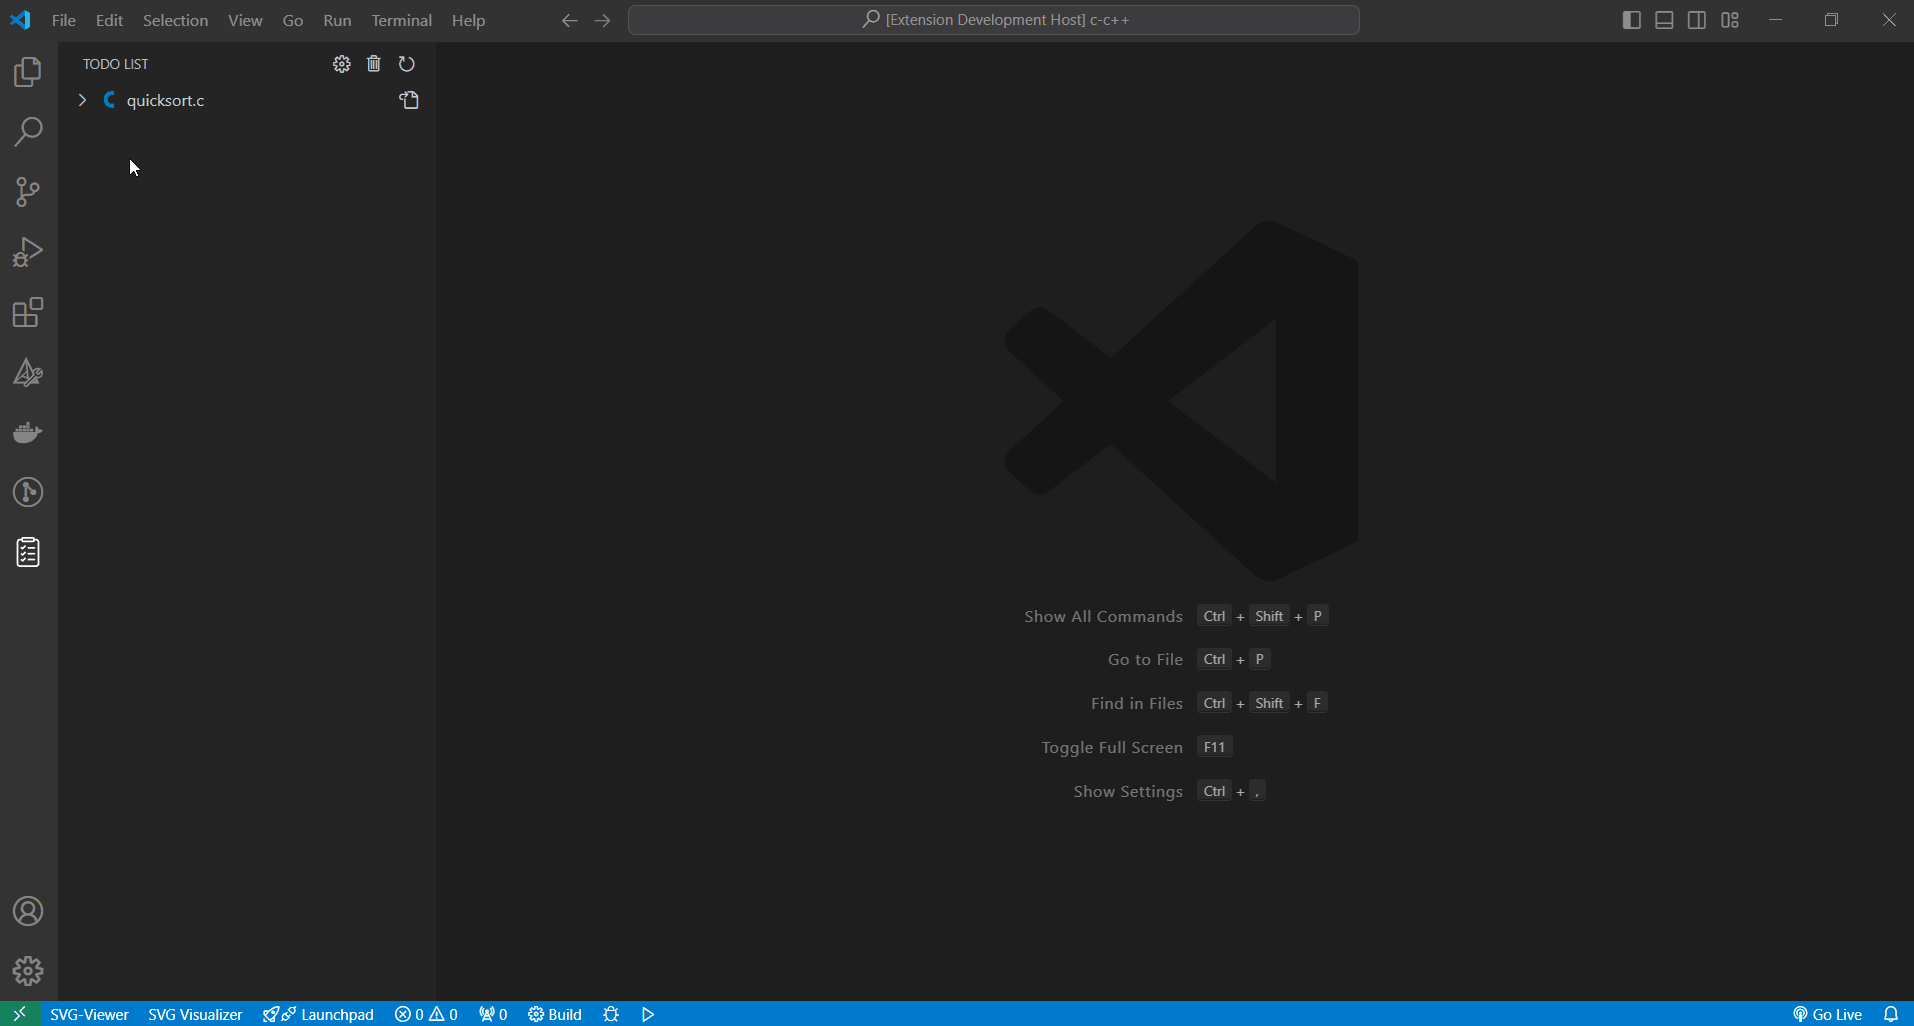 File Edit Selection View Go Run Terminal Help [Extension Development Host] c-c++
TODO LIST
quicksort.c
Show All Commands Ctrl + Shift + P
Go to File Ctrl + P
Find in Files Ctrl + Shift + F
Toggle Full Screen F11
Show Settings Ctrl + ,
SVG-Viewer SVG Visualizer Launchpad 0 0 0 Build Go Live